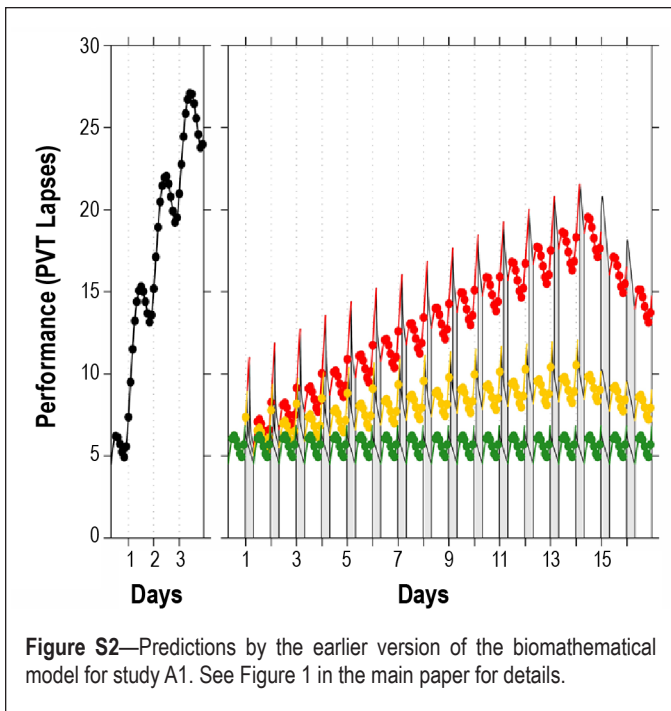 30
25
20
15
10
5
0
Performance (PVT Lapses)
1 2 3
Days
1 3 5 7 9 11 13 15
Days
Figure S2—Predictions by the earlier version of the biomathematical
model for study A1. See Figure 1 in the main paper for details.